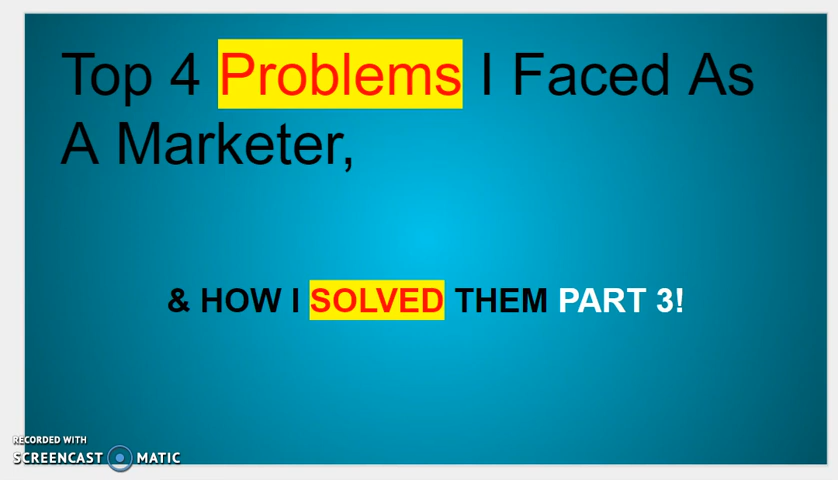 Top 4 Problems I Faced As
A Marketer,
& HOW I SOLVED THEM PART 3!
RECORDED WITH
SCREENCAST MATIC